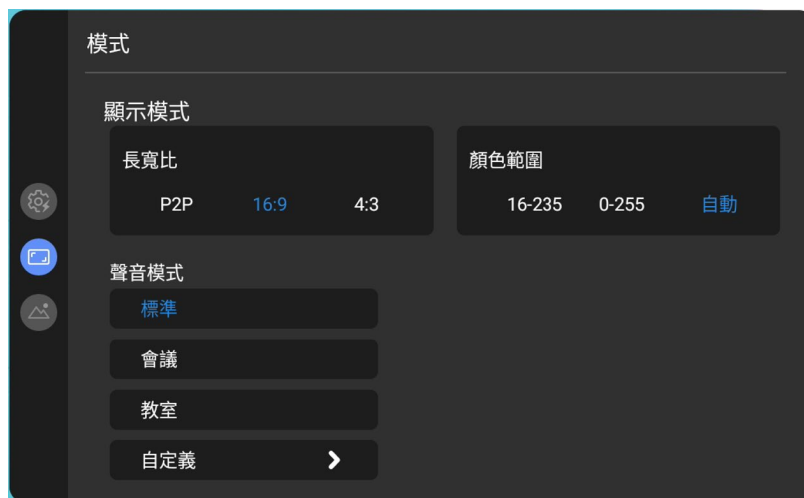 模式
顯示模式
長寬比
P2P 16:9 4:3
顏色範圍
16-235 0-255 自動
聲音模式
標準
會議
教室
自定義